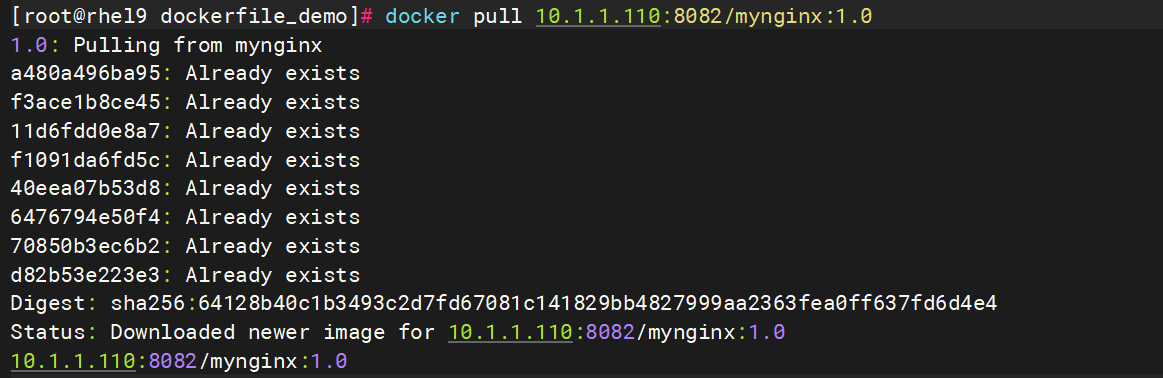 [root@rhel9 dockerfile_demo]# docker pull 10.1.1.110:8082/mynginx:1.0
1.0: Pulling from mynginx
a480a496ba95: Already exists
f3ace1b8ce45: Already exists
11d6fdd0e8a7: Already exists
f1091da6fd5c: Already exists
40eea07b53d8: Already exists
6476794e50f4: Already exists
70850b3ec6b2: Already exists
d82b53e223e3: Already exists
Digest: sha256:64128b40c1b3493c2d7fd67081c141829bb4827999aa2363fea0ff637fd6d4e4
Status: Downloaded newer image for 10.1.1.110:8082/mynginx:1.0
10.1.1.110:8082/mynginx:1.0